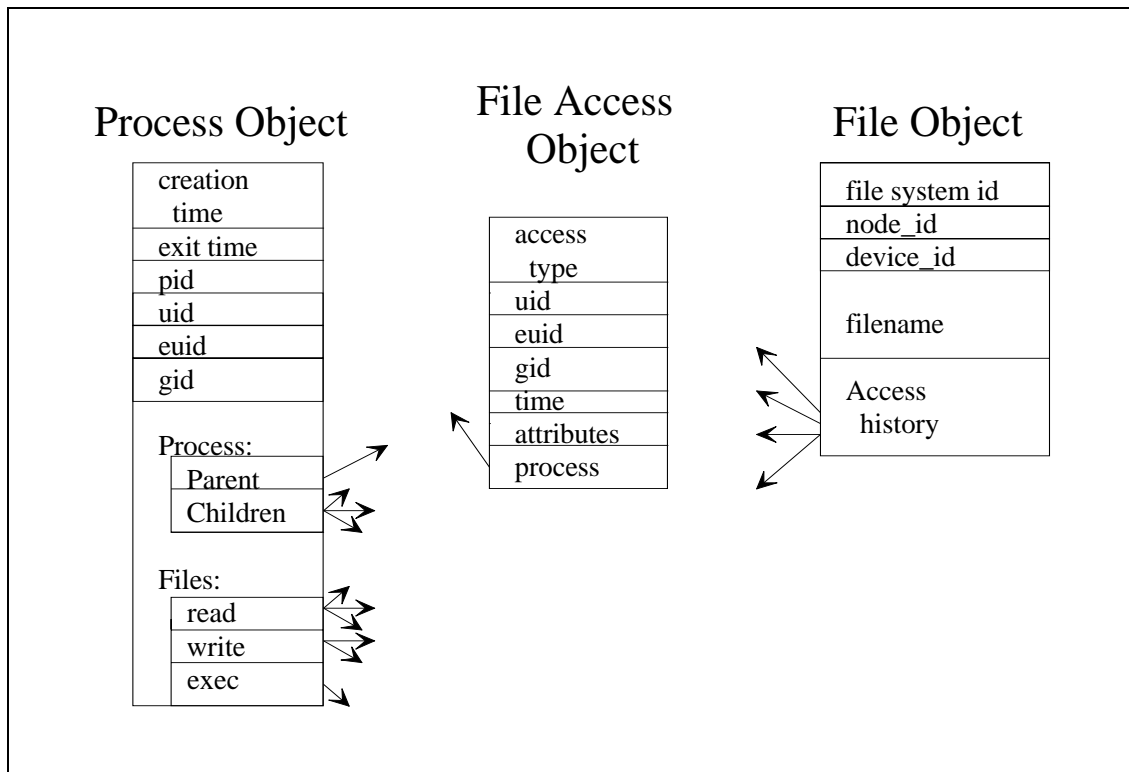 Process Object
creation
time
exit time
pid
uid
euid
gid
Process:
Parent
Children
Files:
read
write
exec
File Access
Object
access
type
uid
euid
gid
time
attributes
process
File Object
file system id
node_id
device_id
filename
Access
history